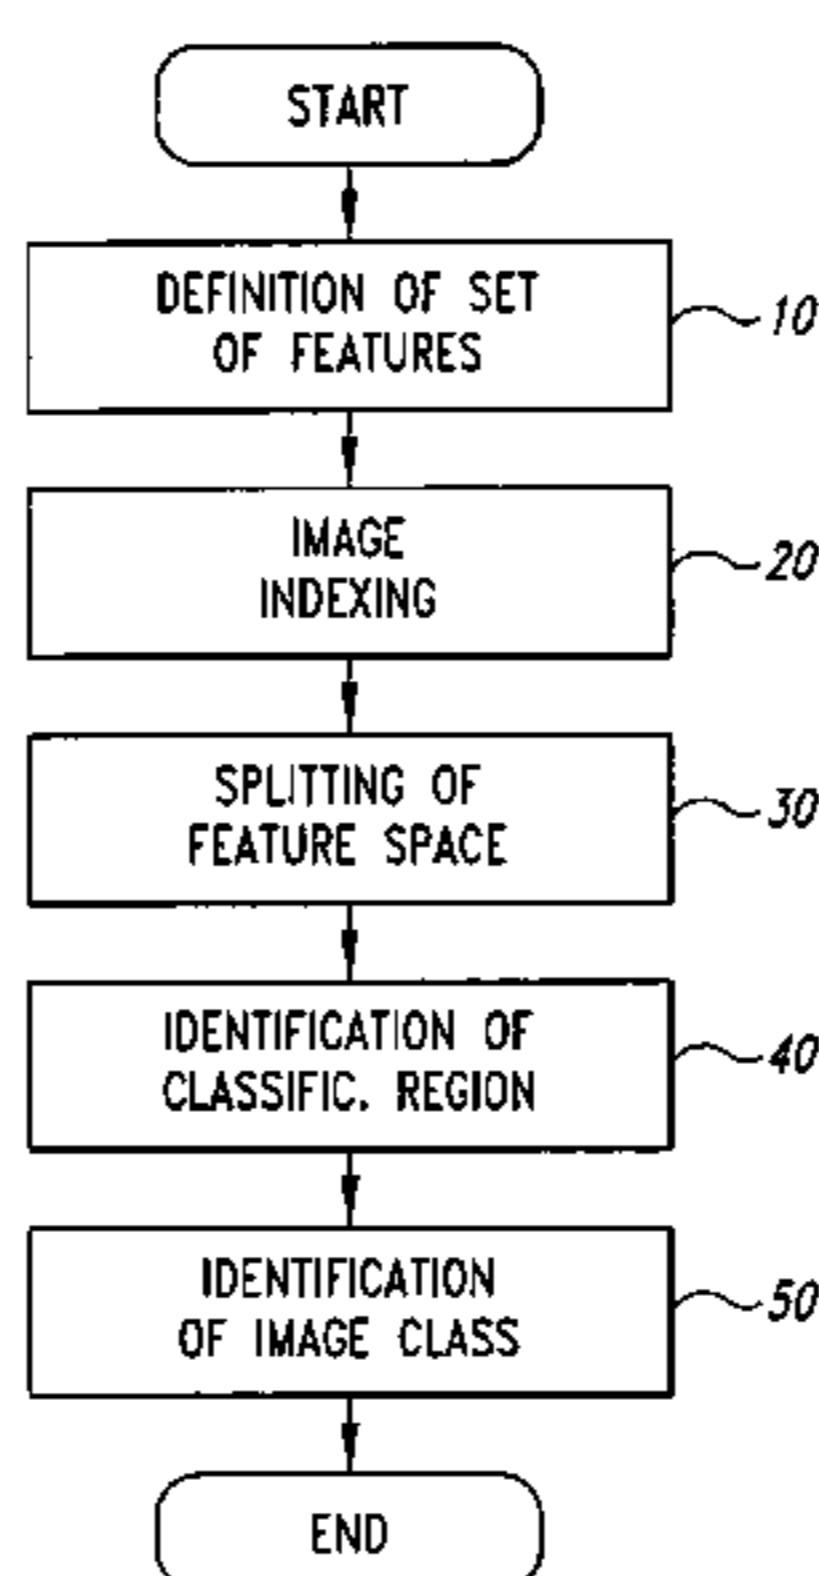 START
DEFINITION OF SET
OF FEATURES
10
IMAGE
INDEXING
20
SPLITTING OF
FEATURE SPACE
30
IDENTIFICATION OF
CLASSIFIC. REGION
40
IDENTIFICATION
OF IMAGE CLASS
50
END